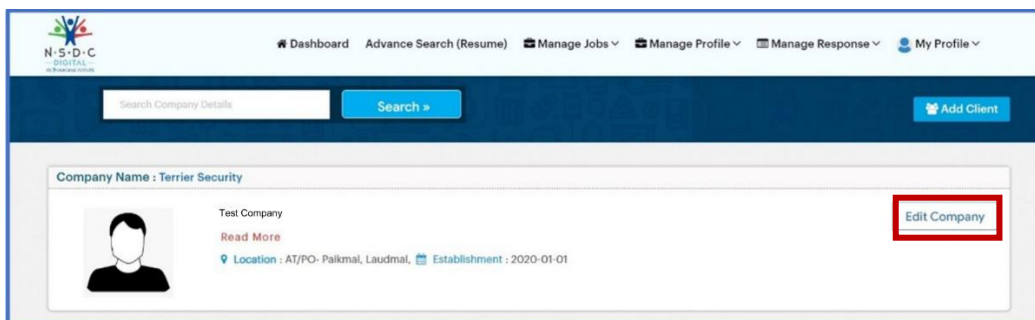 N·S·D·C
DIGITAL
Dashboard Advance Search (Resume) Manage Jobs Manage Profile Manage Response My Profile
Search Company Details Search » Add Client
Company Name : Terrier Security
Test Company
Edit Company
Read More
Location : AT/PO- Paikmal, Laudmal, Establishment : 2020-01-01